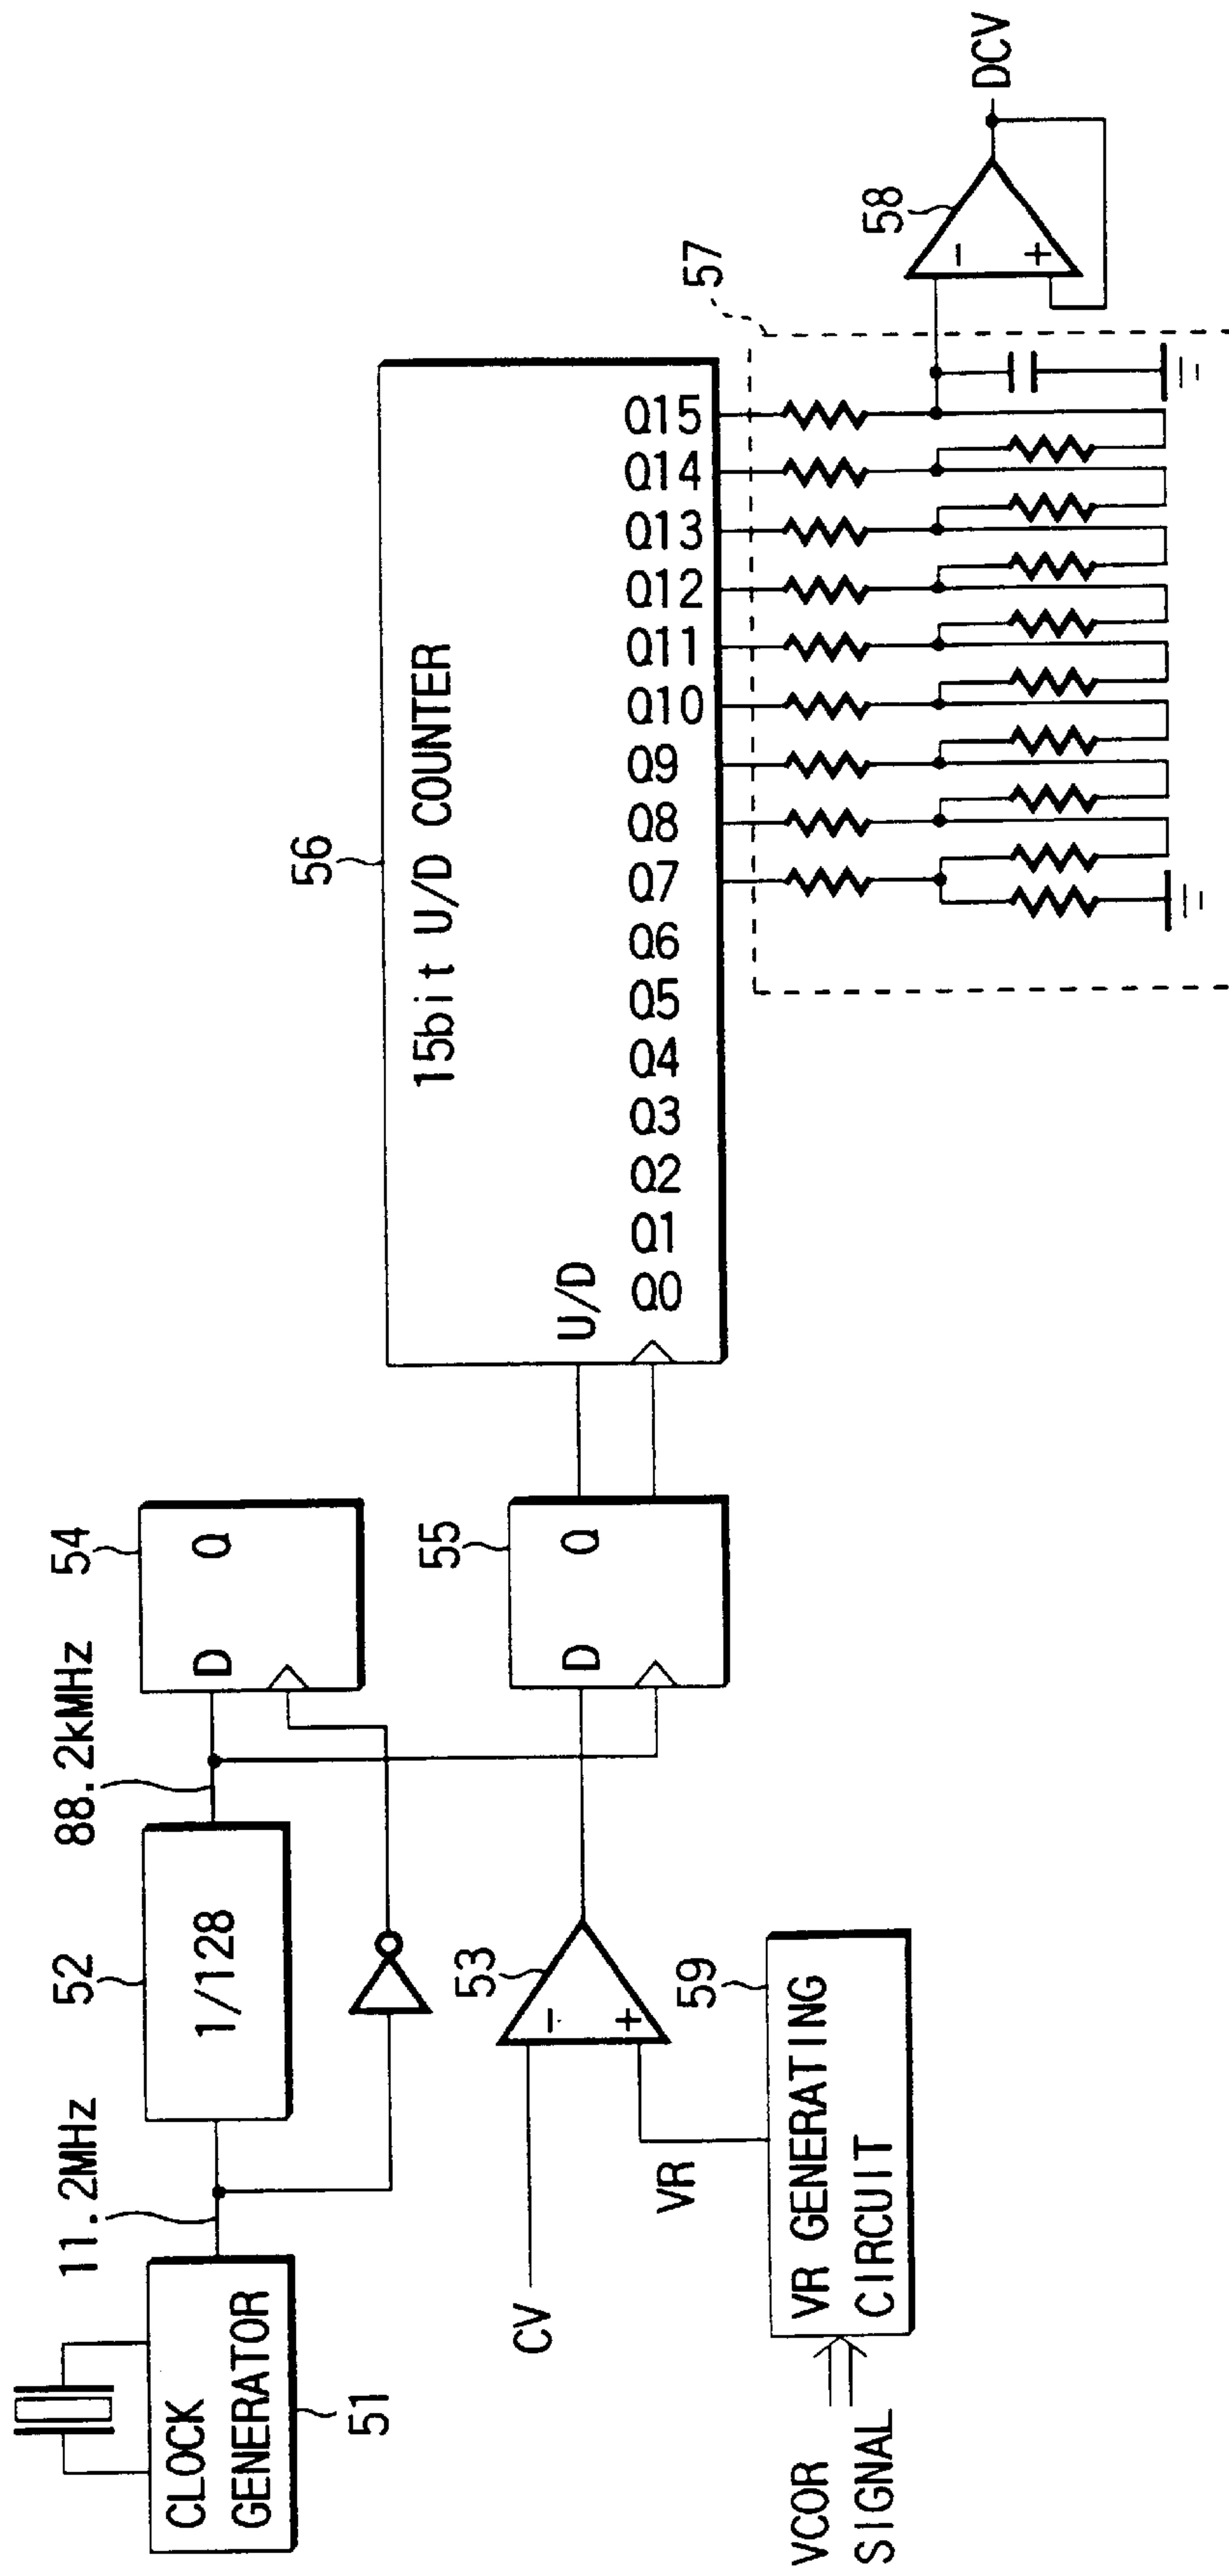 CLOCK
GENERATOR
51
11.2MHz
52
1/128
88.2kMHz
54
D
Q
CV
53
-
+
VR
59
VR GENERATING
CIRCUIT
VCOR
SIGNAL
55
D
Q
56
15bit U/D COUNTER
U/D
Q0 Q1 Q2 Q3 Q4 Q5 Q6 Q7 Q8 Q9 Q10 Q11 Q12 Q13 Q14 Q15
57
58
-
+
DCV